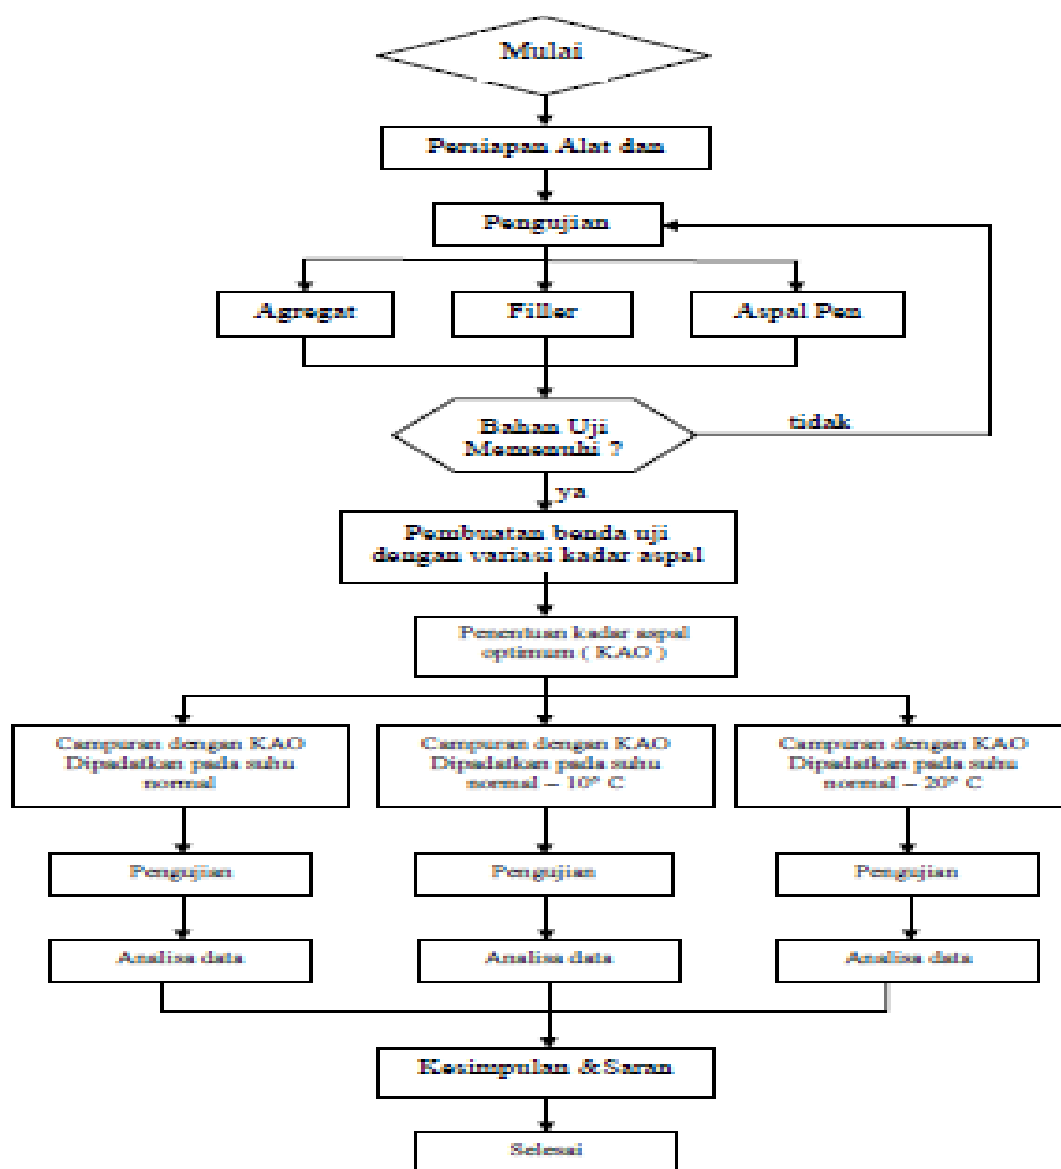 Mulai
Persiapan Alat dan
Pengujian
Agregat
Filler
Aspal Pen
Bahan Uji
Memenuhi ?
tidak
ya
Pembuatan benda uji
dengan variasi kadar aspal
Penentuan kadar aspal
optimum ( KAO )
Campuran dengan KAO
Dipadatkan pada suhu
normal
Campuran dengan KAO
Dipadatkan pada suhu
normal – 10° C
Campuran dengan KAO
Dipadatkan pada suhu
normal – 20° C
Pengujian
Pengujian
Pengujian
Analisa data
Analisa data
Analisa data
Kesimpulan &Saran
Selesai